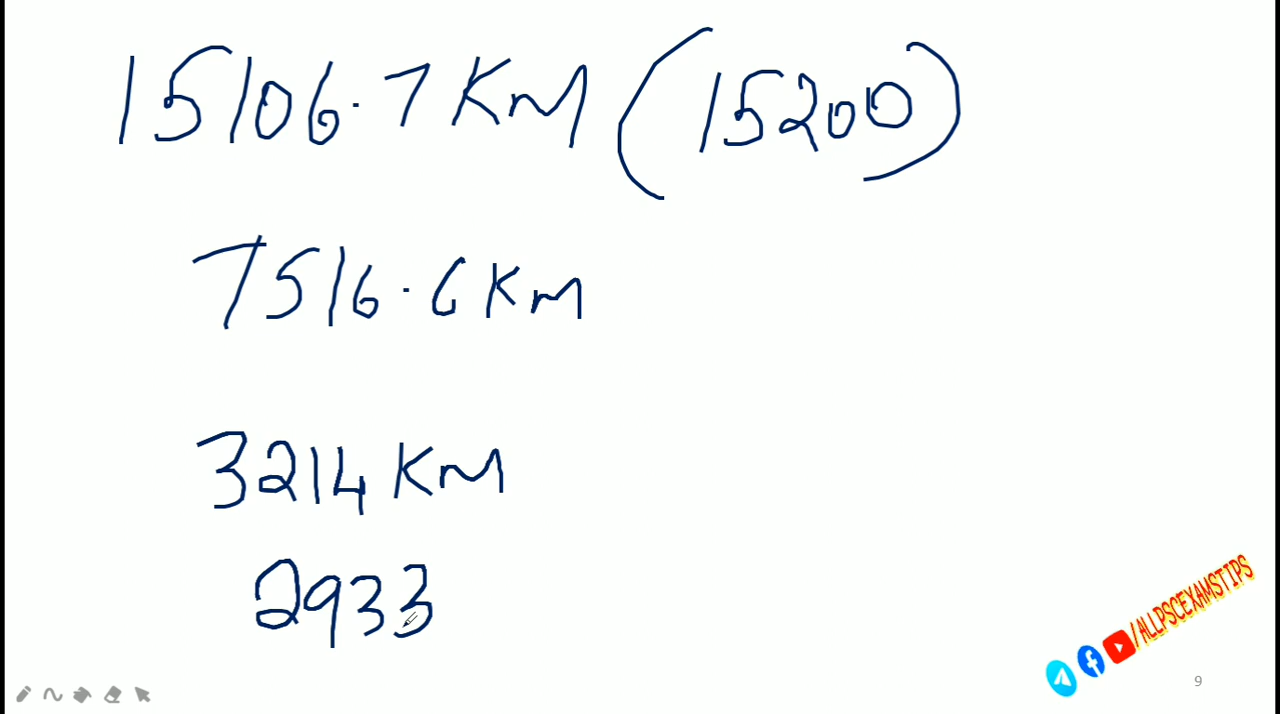 15106.7 KM (15200)
7516.6 KM
3214 KM
2933
/ALLPSCEXAMSTIPS
9